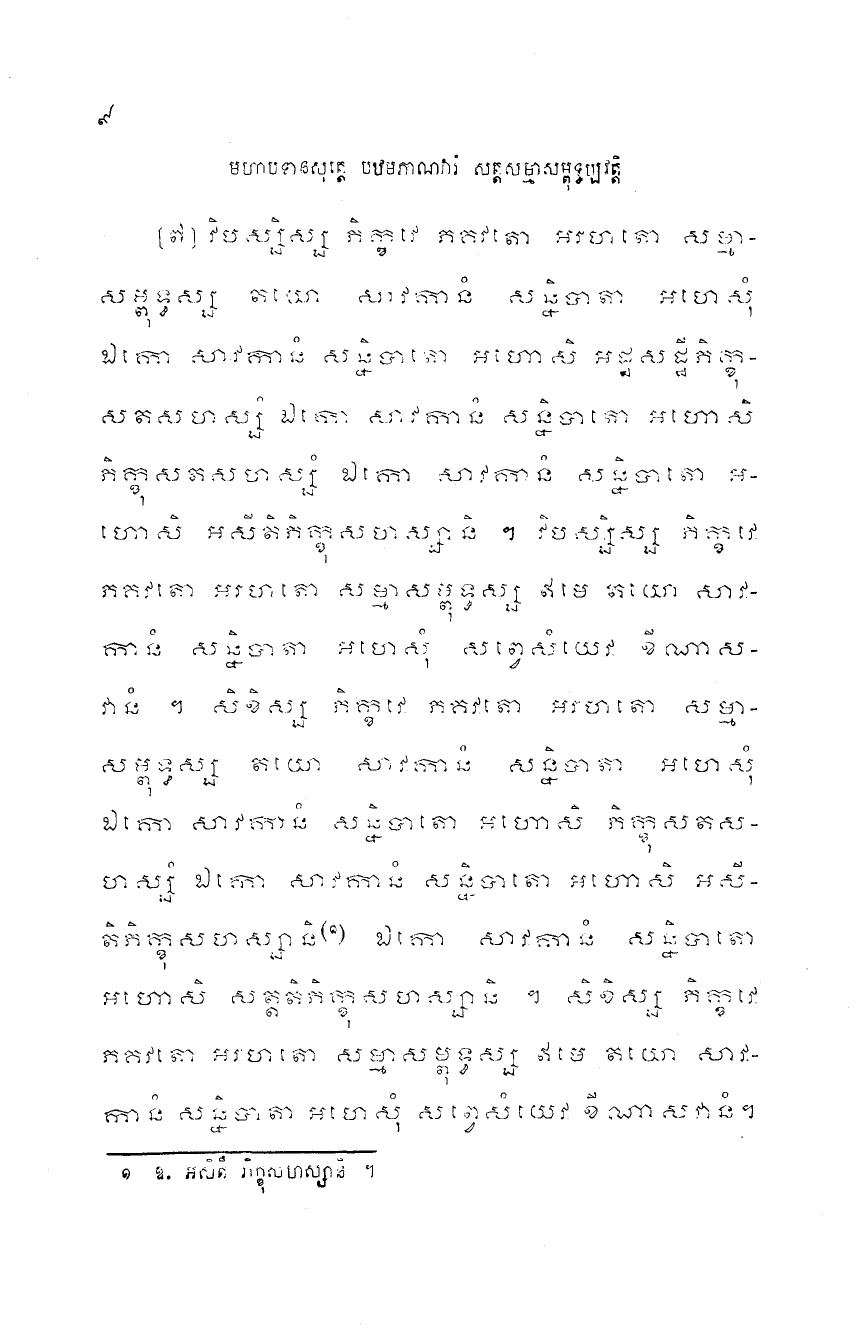 ៩
មហាបទានសុត្តេ បឋមភាណវារំ សត្តសម្មាសម្ពុទ្ធប្បវត្តិ
[៩] វិបស្សិស្ស ភិក្ខវេ ភគវតោ អរហតោ សម្មា-
សម្ពុទ្ធស្ស តយោ សាវកានំ សន្និបាតា អហេសុំ
ឯកោ សាវកានំ សន្និបាតោ អហោសិ អដ្ឋសដ្ឋីភិក្ខុ-
សតសហស្សំ ឯកោ សាវកានំ សន្និបាតោ អហោសិ
ភិក្ខុសតសហស្សំ ឯកោ សាវកានំ សន្និបាតោ អ-
ហោសិ អសីតិភិក្ខុសហស្សានិ ។ វិបស្សិស្ស ភិក្ខវេ
ភគវតោ អរហតោ សម្មាសម្ពុទ្ធស្ស ឥមេ តយោ សាវ-
កានំ សន្និបាតា អហេសុំ សព្វេសំយេវ ខីណាស-
វានំ ។ សិខិស្ស ភិក្ខវេ ភគវតោ អរហតោ សម្មា-
សម្ពុទ្ធស្ស តយោ សាវកានំ សន្និបាតា អហេសុំ
ឯកោ សាវកានំ សន្និបាតោ អហោសិ ភិក្ខុសតស-
ហស្សំ ឯកោ សាវកានំ សន្និបាតោ អហោសិ អសី-
តិភិក្ខុសហស្សានិ(១) ឯកោ សាវកានំ សន្និបាតោ
អហោសិ សត្តតិភិក្ខុសហស្សានិ ។ សិខិស្ស ភិក្ខវេ
ភគវតោ អរហតោ សម្មាសម្ពុទ្ធស្ស ឥមេ តយោ សាវ-
កានំ សន្និបាតា អហេសុំ សព្វេសំយេវ ខីណាសវានំ។
១ ឱ. អសីតិ ភិក្ខុសហស្សានិ ។